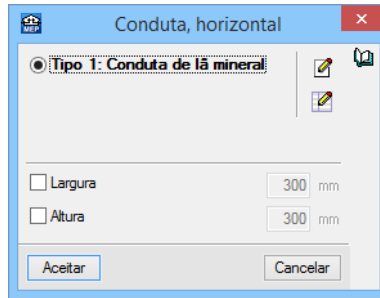 MEP
Conduta, horizontal
Tipo 1: Conduta de lã mineral
Largura 300 mm
Altura 300 mm
Aceitar Cancelar